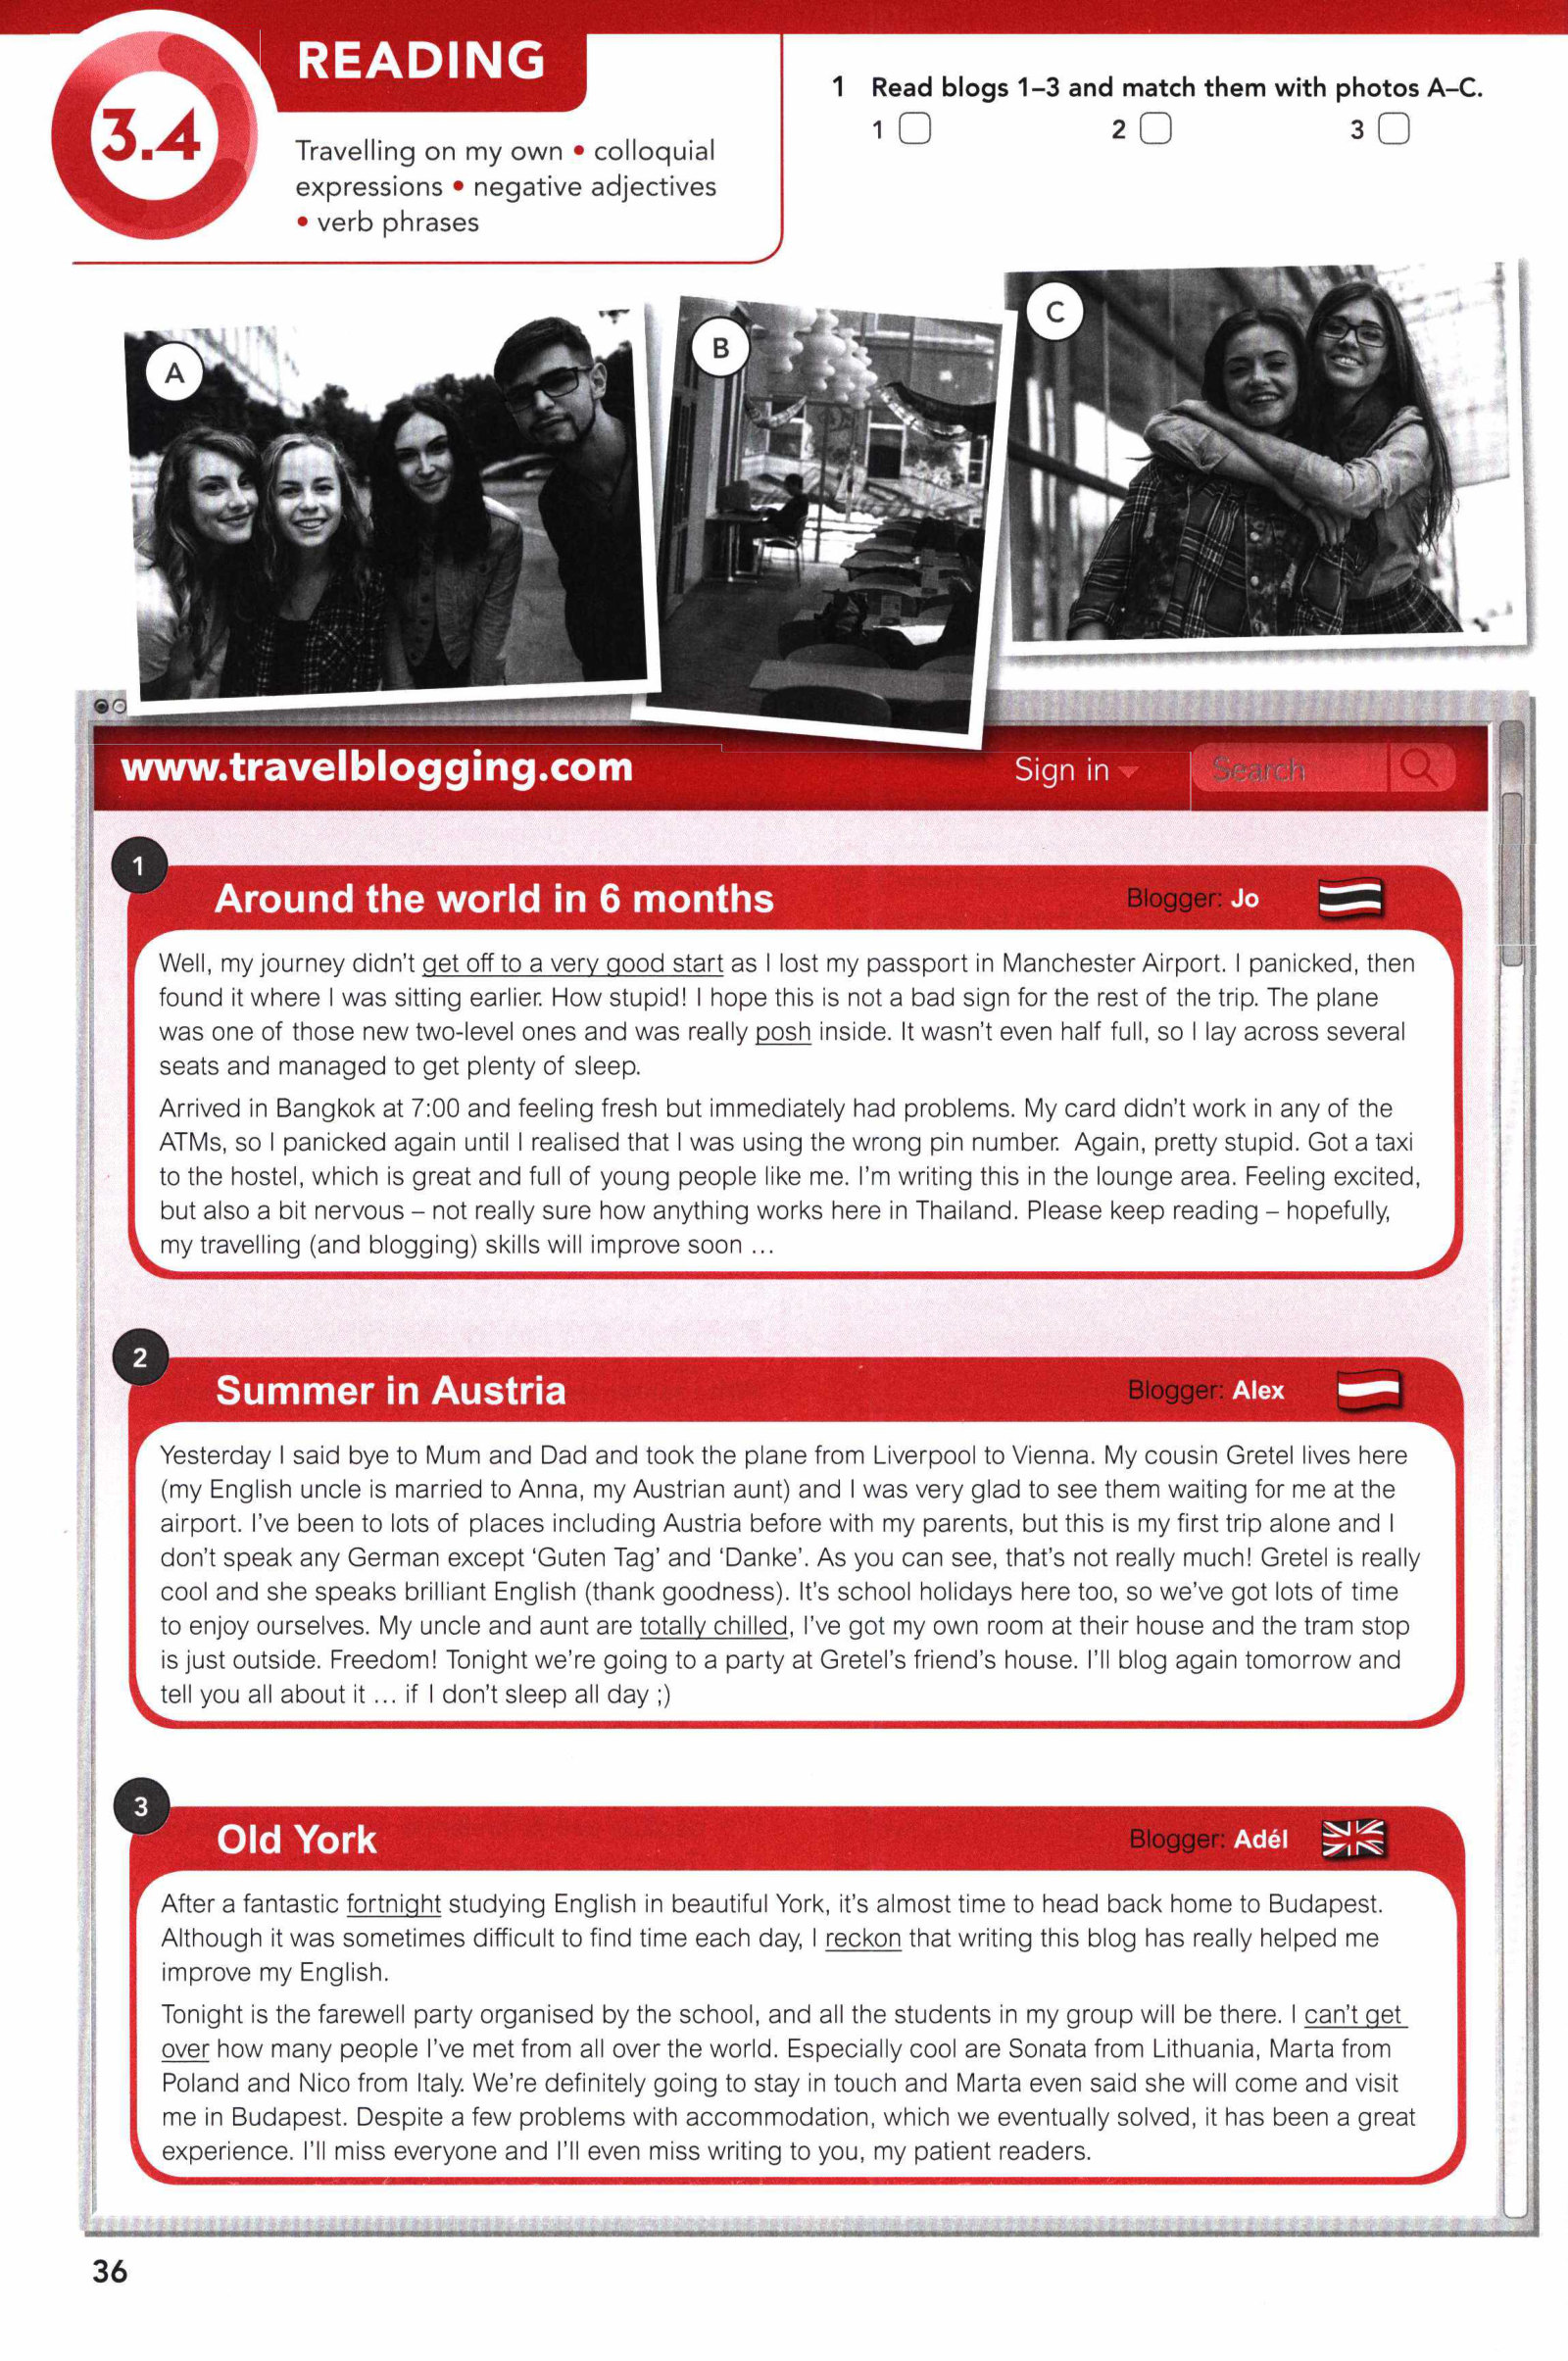 READING
3.4
Travelling on my own • colloquial
expressions • negative adjectives
• verb phrases
1 Read blogs 1–3 and match them with photos A–C.
1 2 3
A
B
C
www.travelblogging.com
Sign in
Search
1
Around the world in 6 months
Blogger: Jo
Well, my journey didn't get off to a very good start as I lost my passport in Manchester Airport. I panicked, then
found it where I was sitting earlier. How stupid! I hope this is not a bad sign for the rest of the trip. The plane
was one of those new two-level ones and was really posh inside. It wasn't even half full, so I lay across several
seats and managed to get plenty of sleep.
Arrived in Bangkok at 7:00 and feeling fresh but immediately had problems. My card didn't work in any of the
ATMs, so I panicked again until I realised that I was using the wrong pin number. Again, pretty stupid. Got a taxi
to the hostel, which is great and full of young people like me. I'm writing this in the lounge area. Feeling excited,
but also a bit nervous – not really sure how anything works here in Thailand. Please keep reading – hopefully,
my travelling (and blogging) skills will improve soon ...
2
Summer in Austria
Blogger: Alex
Yesterday I said bye to Mum and Dad and took the plane from Liverpool to Vienna. My cousin Gretel lives here
(my English uncle is married to Anna, my Austrian aunt) and I was very glad to see them waiting for me at the
airport. I've been to lots of places including Austria before with my parents, but this is my first trip alone and I
don't speak any German except 'Guten Tag' and 'Danke'. As you can see, that's not really much! Gretel is really
cool and she speaks brilliant English (thank goodness). It's school holidays here too, so we've got lots of time
to enjoy ourselves. My uncle and aunt are totally chilled, I've got my own room at their house and the tram stop
is just outside. Freedom! Tonight we're going to a party at Gretel's friend's house. I'll blog again tomorrow and
tell you all about it ... if I don't sleep all day ;)
3
Old York
Blogger: Adél
After a fantastic fortnight studying English in beautiful York, it's almost time to head back home to Budapest.
Although it was sometimes difficult to find time each day, I reckon that writing this blog has really helped me
improve my English.
Tonight is the farewell party organised by the school, and all the students in my group will be there. I can't get
over how many people I've met from all over the world. Especially cool are Sonata from Lithuania, Marta from
Poland and Nico from Italy. We're definitely going to stay in touch and Marta even said she will come and visit
me in Budapest. Despite a few problems with accommodation, which we eventually solved, it has been a great
experience. I'll miss everyone and I'll even miss writing to you, my patient readers.
36